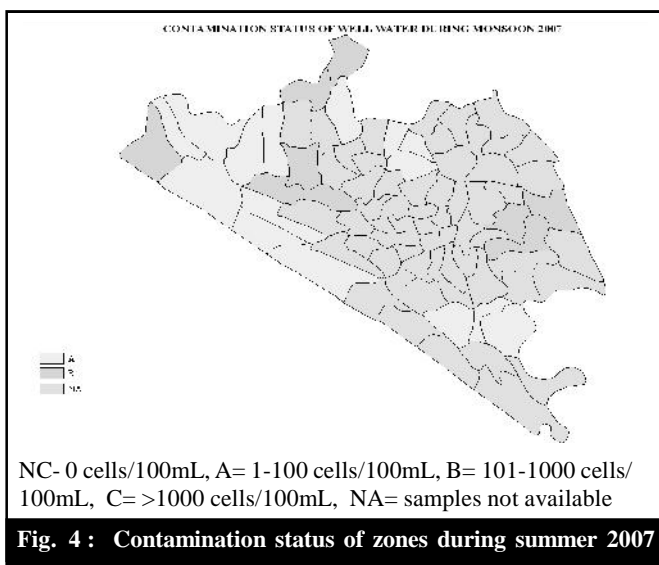 CONTAMINATION STATUS OF WELL WATER DURING MONSOON 2007
A
B
NA
NC- 0 cells/100mL, A= 1-100 cells/100mL, B= 101-1000 cells/
100mL, C= >1000 cells/100mL, NA= samples not available
Fig. 4 : Contamination status of zones during summer 2007